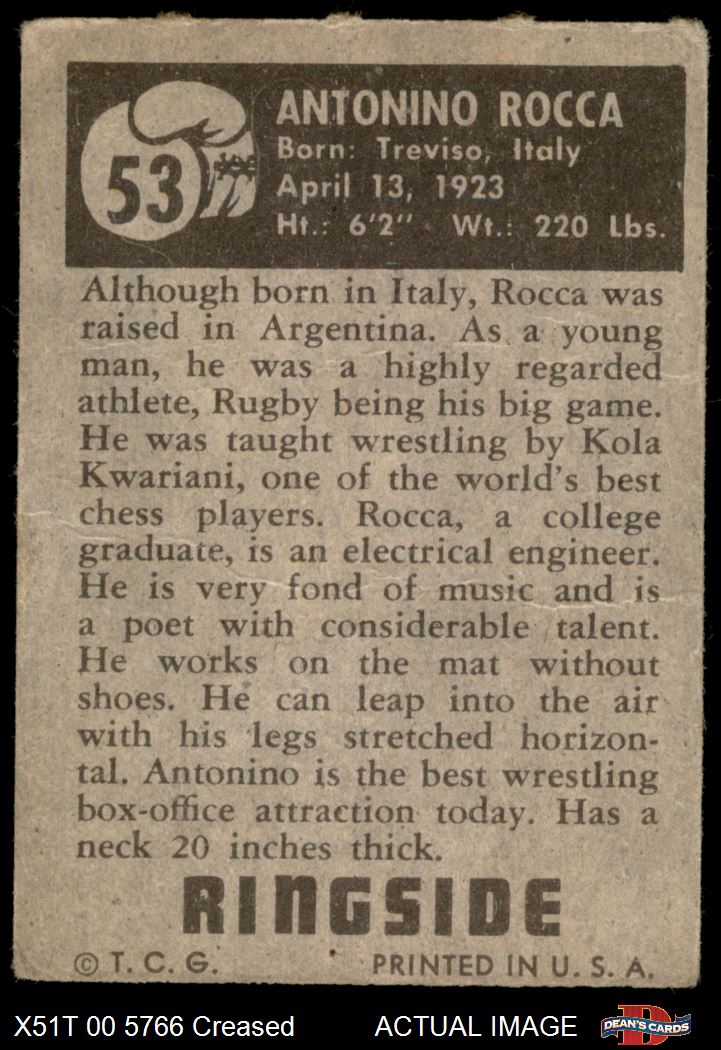 53
ANTONINO ROCCA
Born: Treviso, Italy
April 13, 1923
Ht.: 6'2" Wt.: 220 Lbs.
Although born in Italy, Rocca was
raised in Argentina. As a young
man, he was a highly regarded
athlete, Rugby being his big game.
He was taught wrestling by Kola
Kwariani, one of the world's best
chess players. Rocca, a college
graduate, is an electrical engineer.
He is very fond of music and is
a poet with considerable talent.
He works on the mat without
shoes. He can leap into the air
with his legs stretched horizon-
tal. Antonino is the best wrestling
box-office attraction today. Has a
neck 20 inches thick.
RINGSIDE
© T. C. G. PRINTED IN U. S. A.
X51T 00 5766 Creased ACTUAL IMAGE DEAN'S CARDS